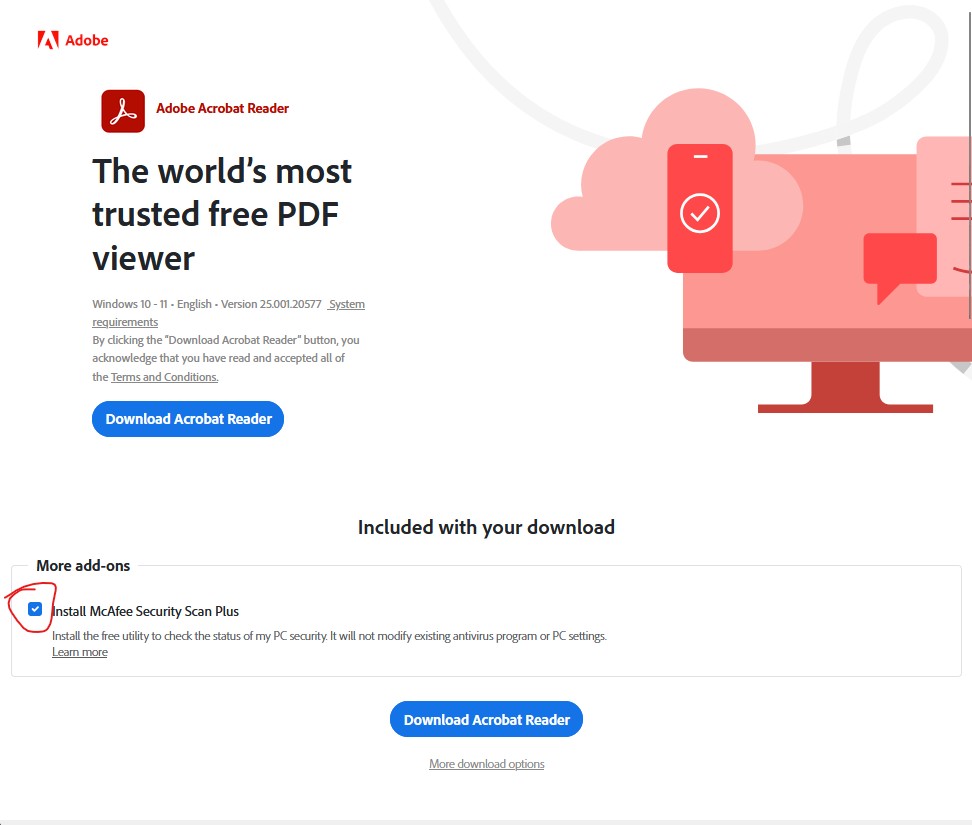 Adobe
Adobe Acrobat Reader
The world’s most
trusted free PDF
viewer
Windows 10 - 11 • English • Version 25.001.20577 System
requirements
By clicking the “Download Acrobat Reader” button, you
acknowledge that you have read and accepted all of
the Terms and Conditions.
Download Acrobat Reader
Included with your download
More add-ons
Install McAfee Security Scan Plus
Install the free utility to check the status of my PC security. It will not modify existing antivirus program or PC settings.
Learn more
Download Acrobat Reader
More download options